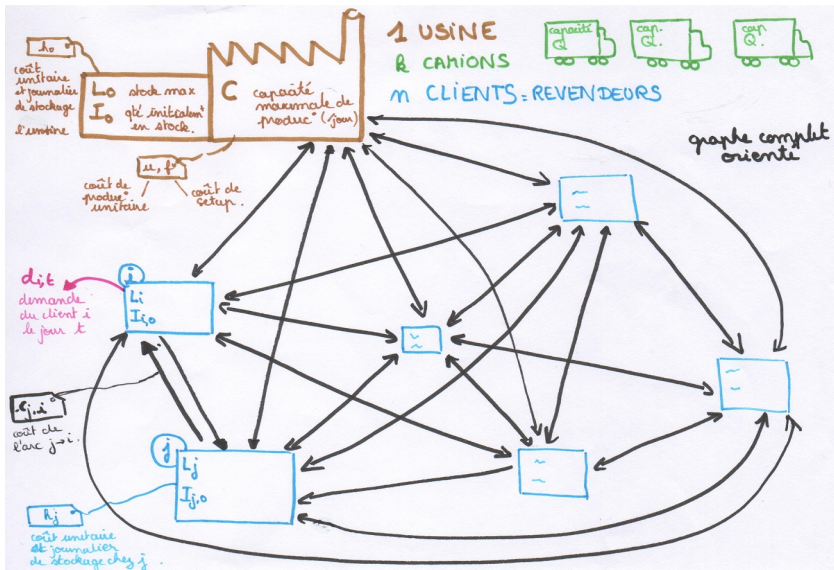 h₀
coût
unitaire
et journalier
de stockage
à
l'usine
L₀ stock max
I₀ qté initialemᵗ
en stock.
C capacité
maximale de
product° (/jour)
u, f
coût de
product°
unitaire
coût de
setup.
1 USINE
k CAMIONS
n CLIENTS = REVENDEURS
capacité
Q
cap.
Q.
cap.
Q.
graphe complet
orienté
di,t
demande
du client i
le jour t
i
Li
Ii,0
Cj,i
coût de
l'arc j→i.
j
Lj
Ij,0
hj
coût unitaire
et journalier
de stockage chez j.